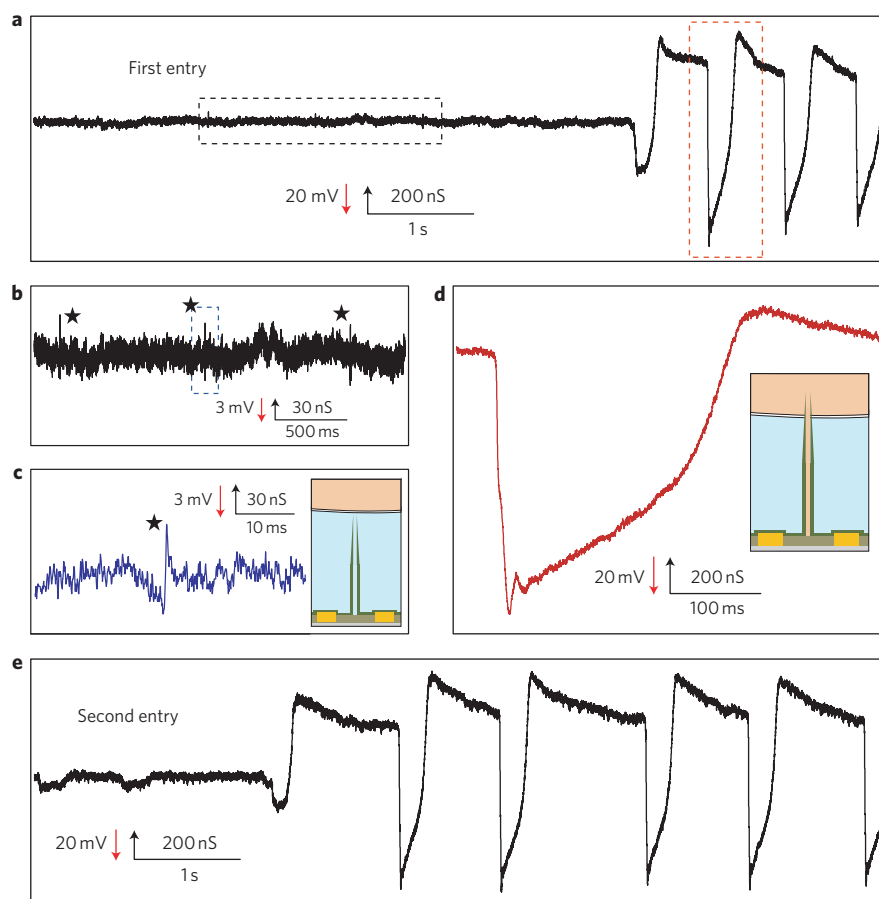 a
First entry
20 mV 200 nS
1 s
b
3 mV 30 nS
500 ms
c
3 mV 30 nS
10 ms
d
20 mV 200 nS
100 ms
e
Second entry
20 mV 200 nS
1 s